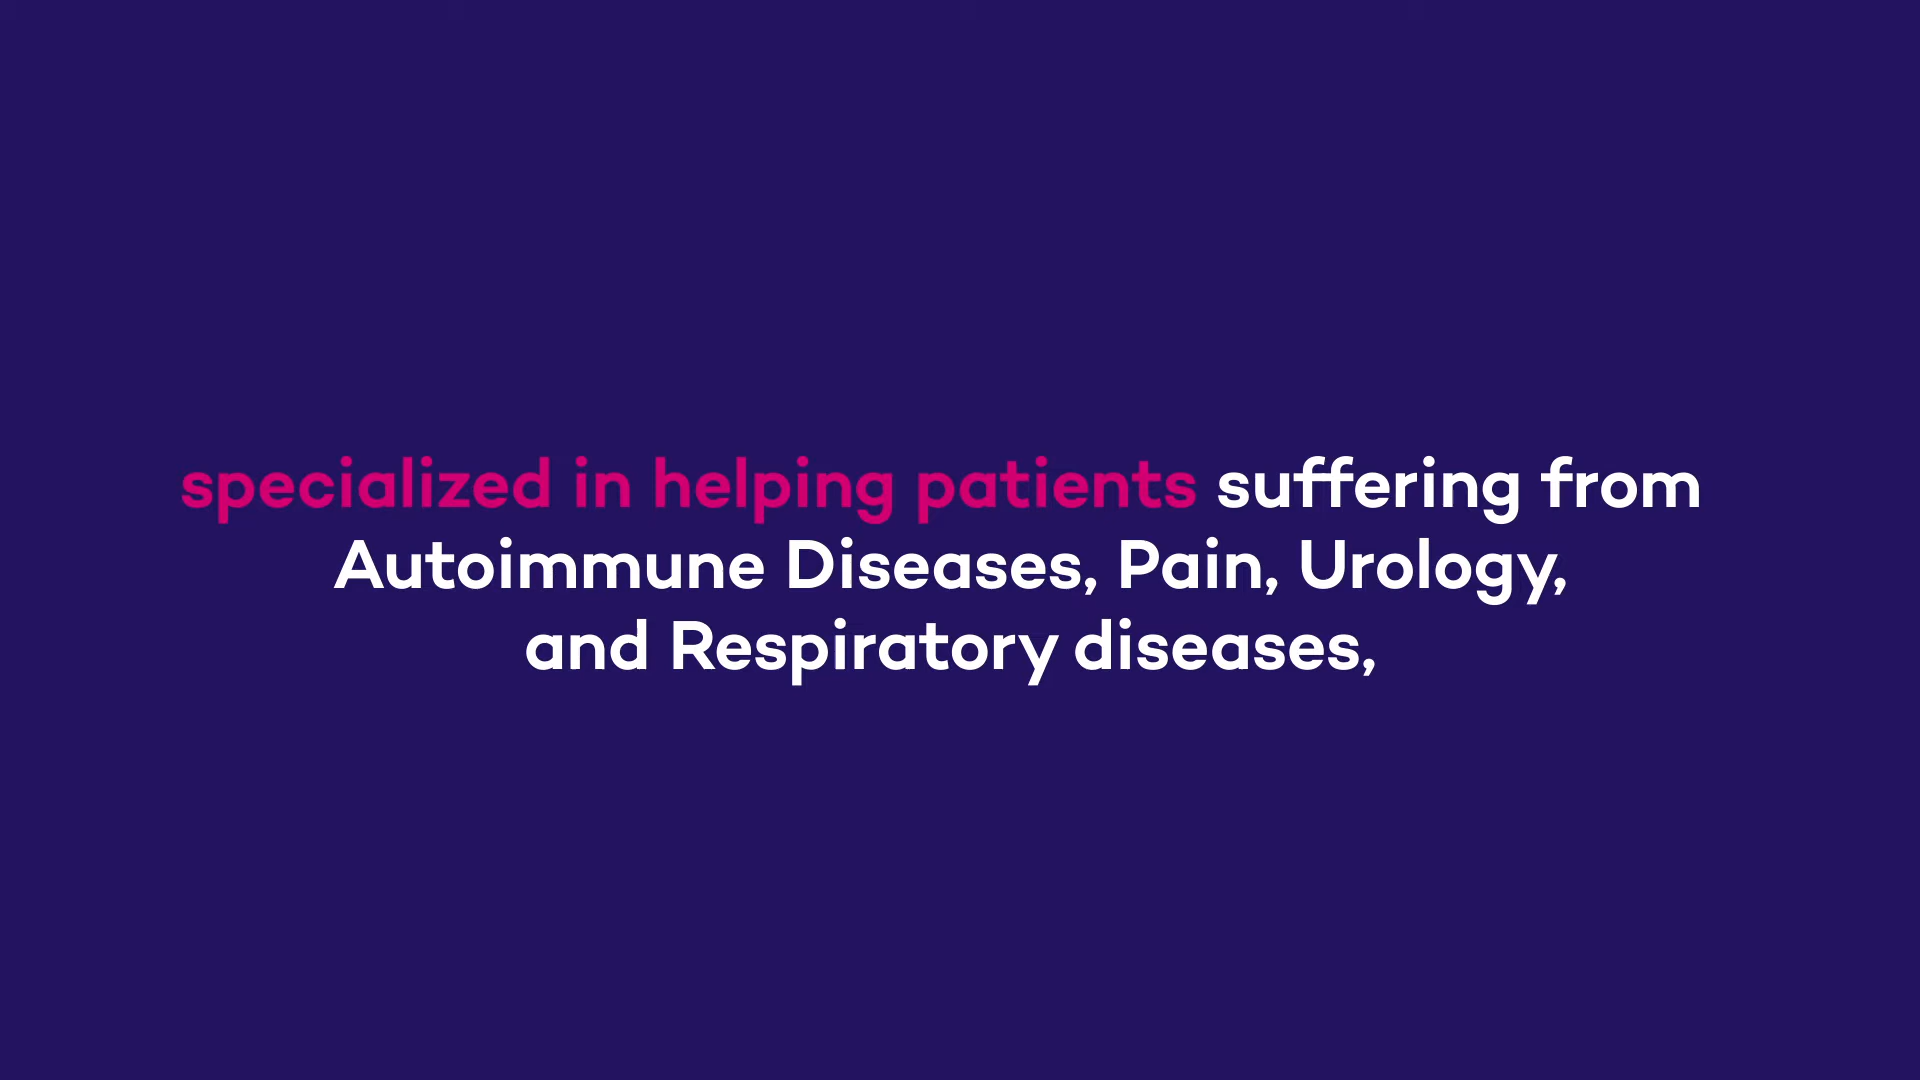 specialized in helping patients suffering from
Autoimmune Diseases, Pain, Urology,
and Respiratory diseases,